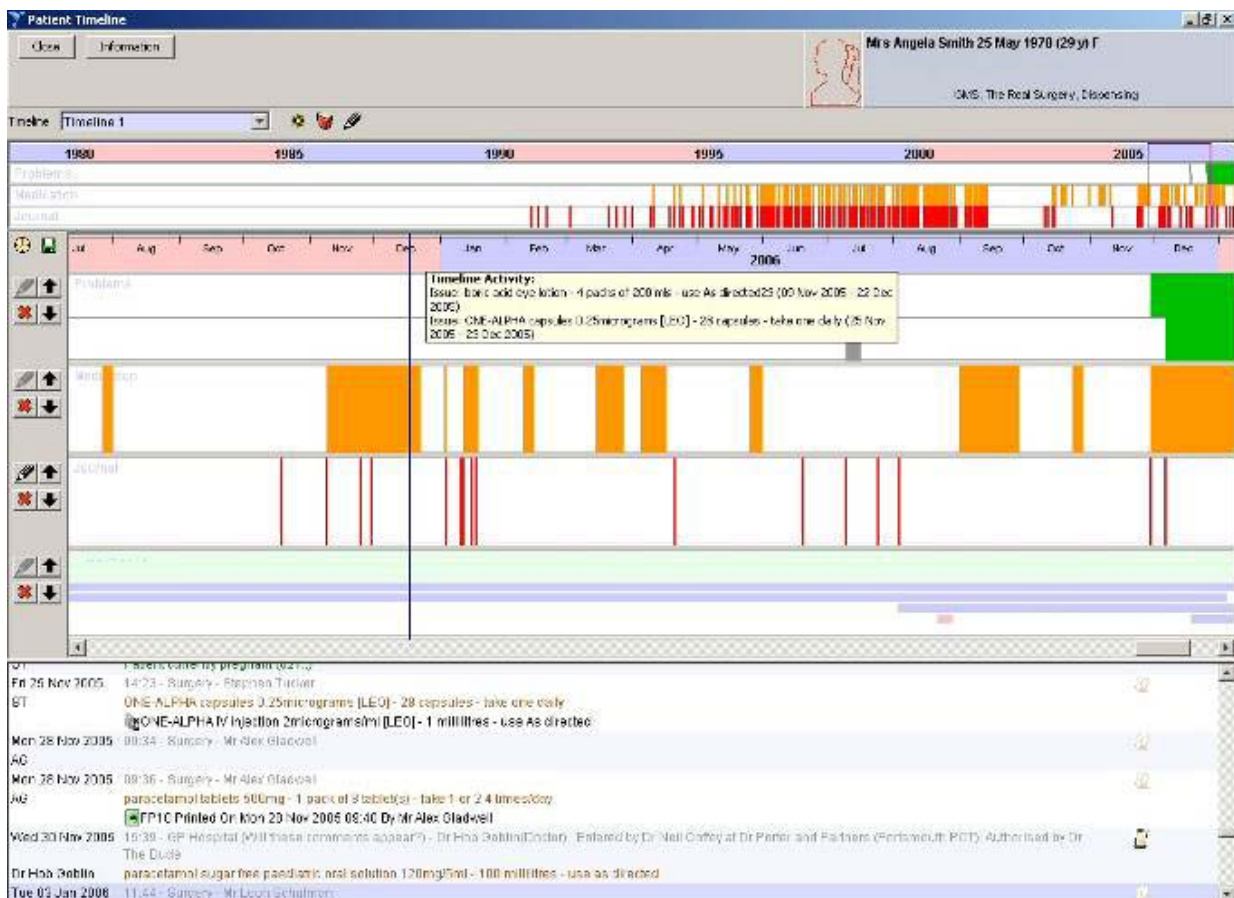 Patient Timeline
Close Information
Mrs Angela Smith 25 May 1970 (29 y) F
GMS, The Real Surgery, Dispensing
Timeline Timeline 1
1980 1985 1990 1995 2000 2005
Problems
Medication
Journal
Jul Aug Sep Oct Nov Dec Jan Feb Mar Apr May Jun Jul Aug Sep Oct Nov Dec
2006
Problems
Timeline Activity:
Issue: boric acid eye lotion - 4 packs of 200 mls - use As directed23 (09 Nov 2005 - 22 Dec
2005)
Issue: ONE-ALPHA capsules 0.25micrograms [LEO] - 28 capsules - take one daily (25 Nov
2005 - 23 Dec 2005)
Medication
Journal
Patient currently pregnant
Fri 25 Nov 2005 14:23 - Surgery - Stephen Tucker
ST ONE-ALPHA capsules 0.25micrograms [LEO] - 28 capsules - take one daily
ONE-ALPHA IV injection 2micrograms/ml [LEO] - 1 millilitres - use As directed
Mon 28 Nov 2005 09:34 - Surgery - Mr Alex Gladwell
AG
Mon 28 Nov 2005 09:36 - Surgery - Mr Alex Gladwell
AG paracetamol tablets 500mg - 1 pack of 8 tablet(s) - take 1 or 2 4 times/day
FP10 Printed On Mon 28 Nov 2005 09:40 By Mr Alex Gladwell
Wed 30 Nov 2005 15:39 - GP Hospital (Will these comments appear?) - Dr Hob Goblin(Doctor) Entered by Dr Neil Coffey at Dr Porter and Partners (Portsmouth PCT). Authorised by Dr
The Dude
Dr Hob Goblin paracetamol sugar free paediatric oral solution 120mg/5ml - 100 millilitres - use as directed
Tue 03 Jan 2006 11:44 - Surgery - Mr Leon Schulman